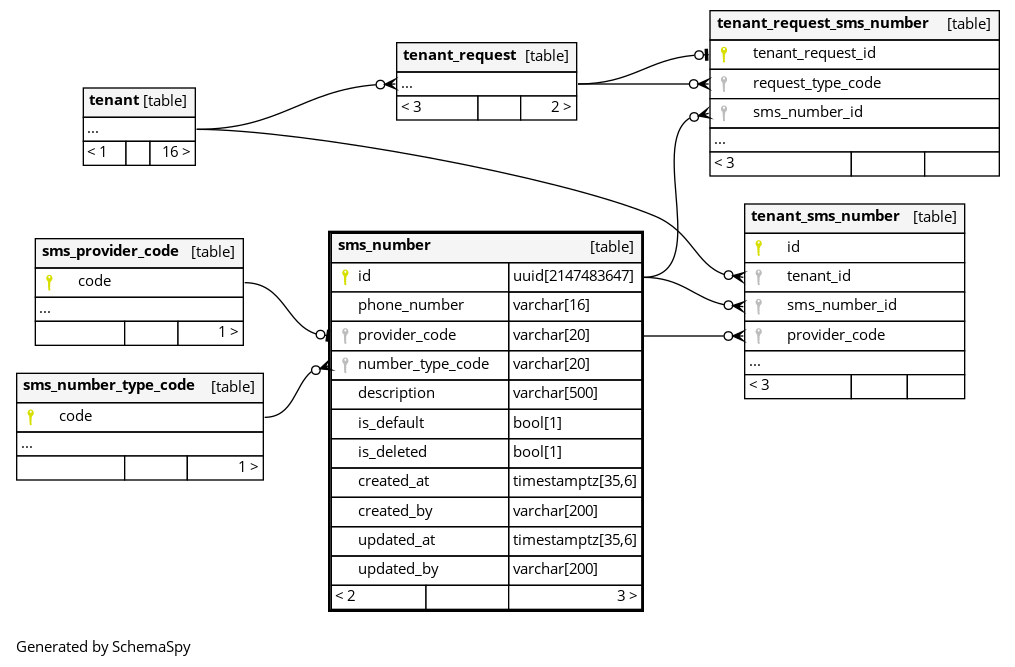 tenant_request_sms_number [table]
tenant_request_id
request_type_code
sms_number_id
...
< 3
tenant_request [table]
...
< 3 2 >
tenant [table]
...
< 1 16 >
tenant_sms_number [table]
id
tenant_id
sms_number_id
provider_code
...
< 3
sms_provider_code [table]
code
...
1 >
sms_number [table]
id uuid[2147483647]
phone_number varchar[16]
provider_code varchar[20]
number_type_code varchar[20]
description varchar[500]
is_default bool[1]
is_deleted bool[1]
created_at timestamptz[35,6]
created_by varchar[200]
updated_at timestamptz[35,6]
updated_by varchar[200]
< 2 3 >
sms_number_type_code [table]
code
...
1 >
Generated by SchemaSpy